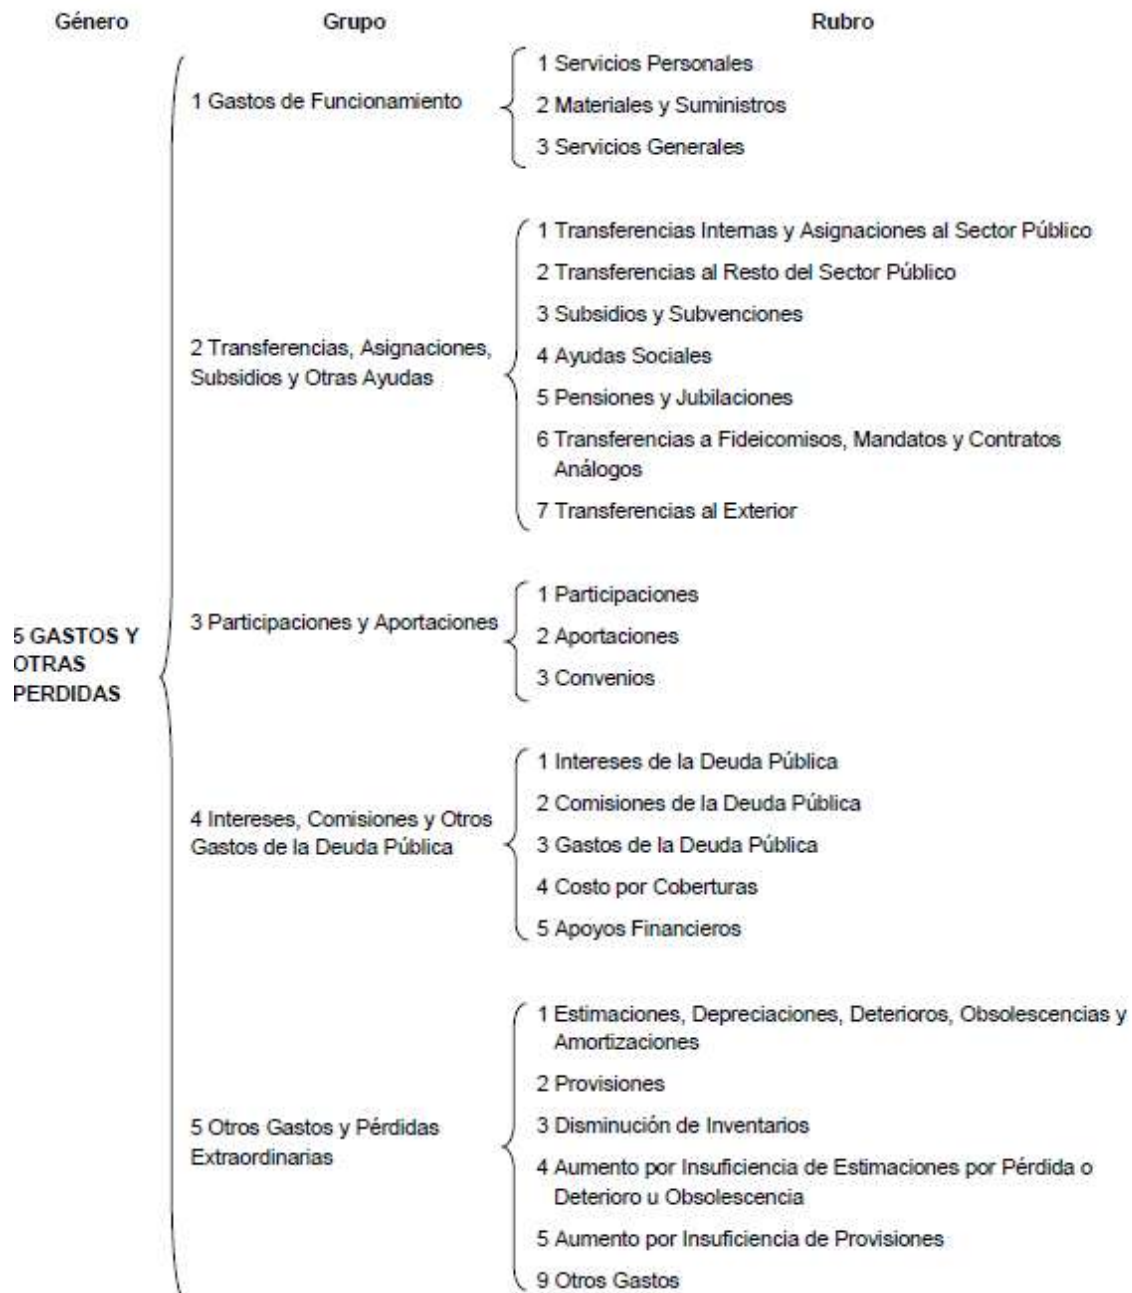 Género Grupo Rubro
1 Gastos de Funcionamiento
1 Servicios Personales
2 Materiales y Suministros
3 Servicios Generales
2 Transferencias, Asignaciones,
Subsidios y Otras Ayudas
1 Transferencias Internas y Asignaciones al Sector Público
2 Transferencias al Resto del Sector Público
3 Subsidios y Subvenciones
4 Ayudas Sociales
5 Pensiones y Jubilaciones
6 Transferencias a Fideicomisos, Mandatos y Contratos
Análogos
7 Transferencias al Exterior
5 GASTOS Y
OTRAS
PERDIDAS
3 Participaciones y Aportaciones
1 Participaciones
2 Aportaciones
3 Convenios
4 Intereses, Comisiones y Otros
Gastos de la Deuda Pública
1 Intereses de la Deuda Pública
2 Comisiones de la Deuda Pública
3 Gastos de la Deuda Pública
4 Costo por Coberturas
5 Apoyos Financieros
5 Otros Gastos y Pérdidas
Extraordinarias
1 Estimaciones, Depreciaciones, Deterioros, Obsolescencias y
Amortizaciones
2 Provisiones
3 Disminución de Inventarios
4 Aumento por Insuficiencia de Estimaciones por Pérdida o
Deterioro u Obsolescencia
5 Aumento por Insuficiencia de Provisiones
9 Otros Gastos